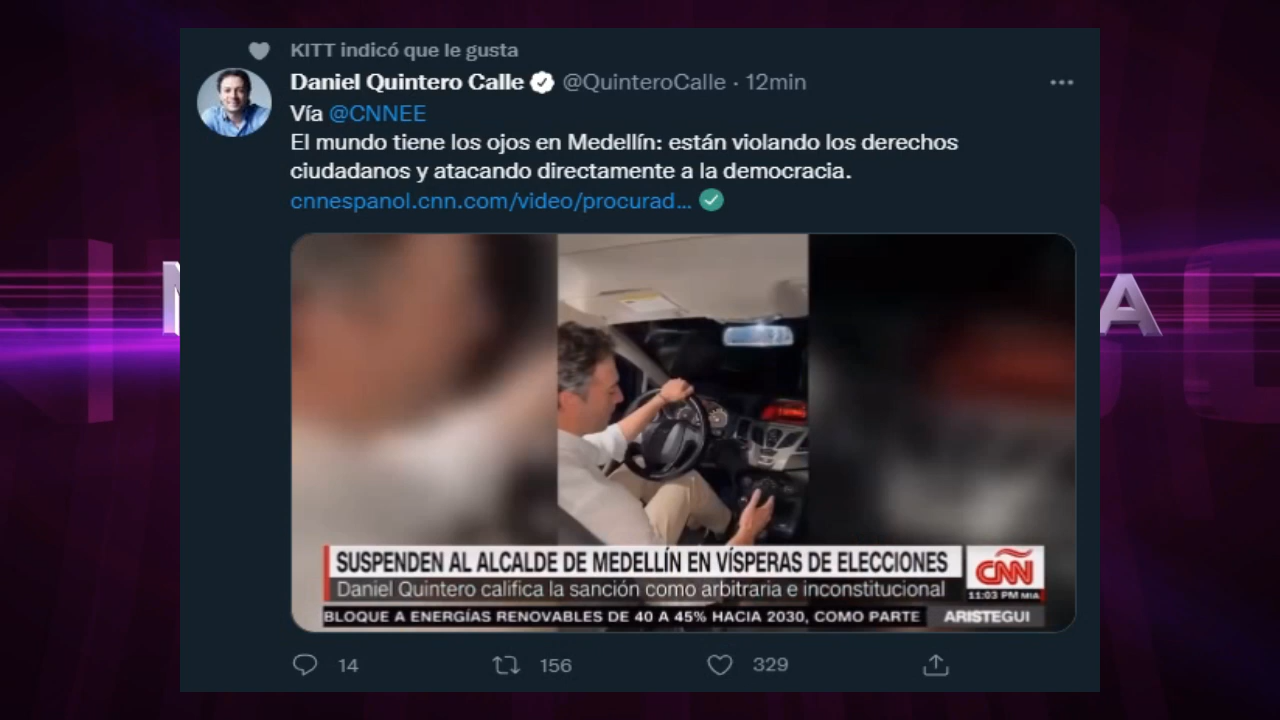 KITT indicó que le gusta
Daniel Quintero Calle @QuinteroCalle · 12min
Vía @CNNEE
El mundo tiene los ojos en Medellín: están violando los derechos
ciudadanos y atacando directamente a la democracia.
cnnespanol.cnn.com/video/procurad...
SUSPENDEN AL ALCALDE DE MEDELLÍN EN VÍSPERAS DE ELECCIONES
Daniel Quintero califica la sanción como arbitraria e inconstitucional
CNN
11:03 PM MIA
BLOQUE A ENERGÍAS RENOVABLES DE 40 A 45% HACIA 2030, COMO PARTE
ARISTEGUI
14 156 329
A